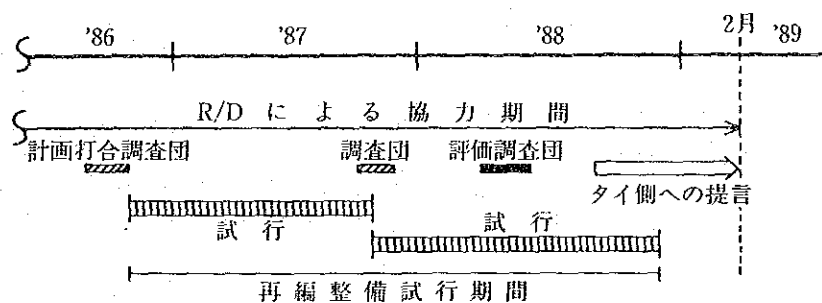 '86 '87 '88 2月 '89
R/D による協力期間
計画打合調査団 調査団 評価調査団
タイ側への提言
試行
試行
再編整備試行期間